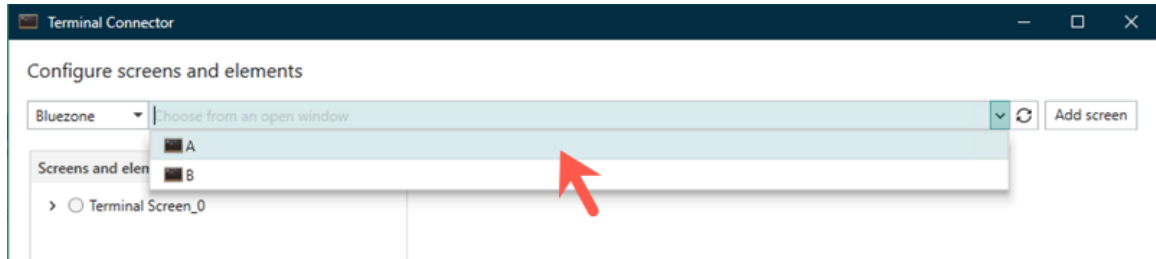 Terminal Connector
Configure screens and elements
Bluezone Choose from an open window Add screen
A
Screens and elem
B
Terminal Screen_0